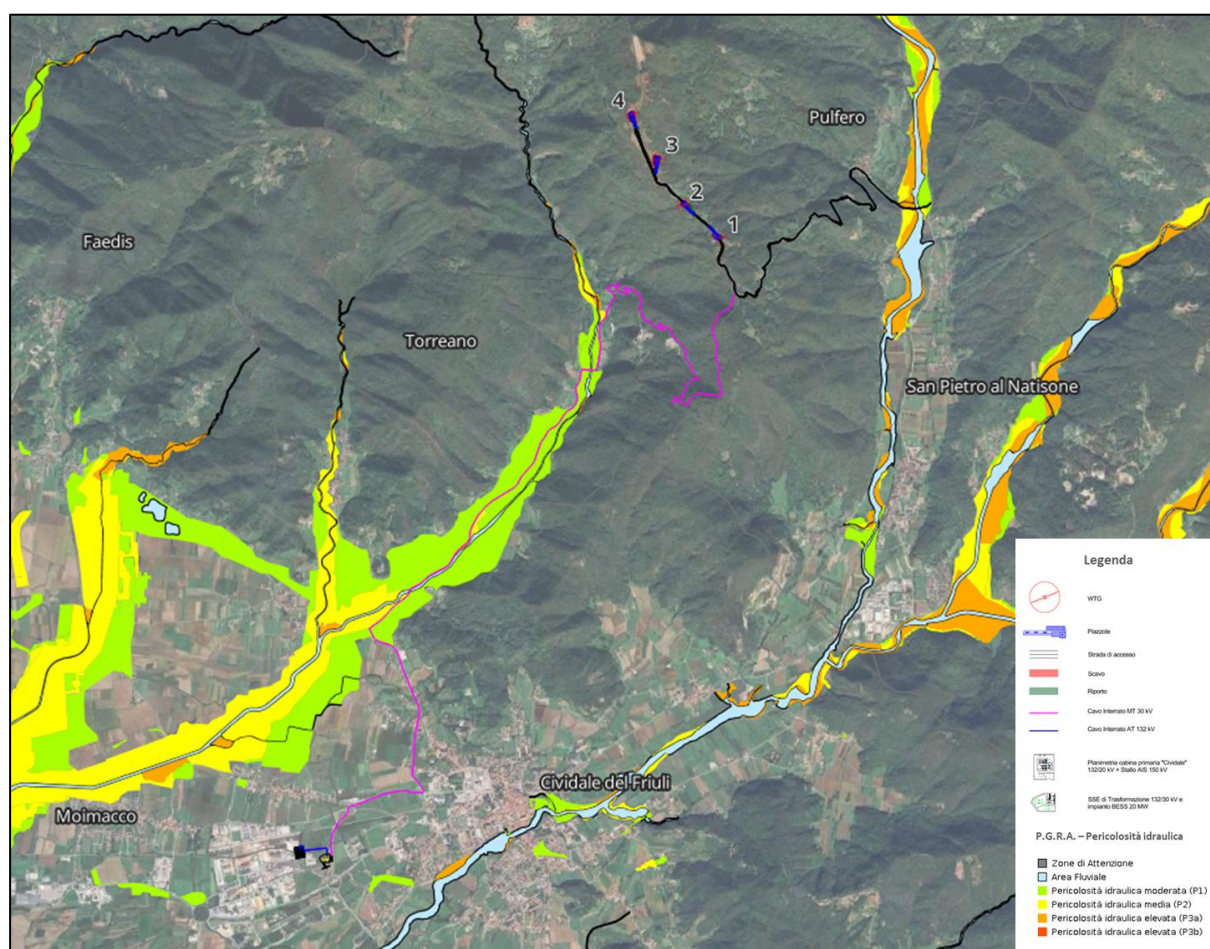 4
Pulfero
3
2
1
Faedis
Torreano
San Pietro al Natisone
Cividale del Friuli
Moimacco
Legenda
WTG
Piazzole
Strada di accesso
Scavo
Riporto
Cavo Interrato MT 30 kV
Cavo Interrato AT 132 kV
Planimetria cabina primaria "Cividale"
132/20 kV + Stallo AIS 150 kV
SSE di Trasformazione 132/30 kV e
impianto BESS 20 MW
P.G.R.A. – Pericolosità idraulica
Zone di Attenzione
Area Fluviale
Pericolosità idraulica moderata (P1)
Pericolosità idraulica media (P2)
Pericolosità idraulica elevata (P3a)
Pericolosità idraulica elevata (P3b)